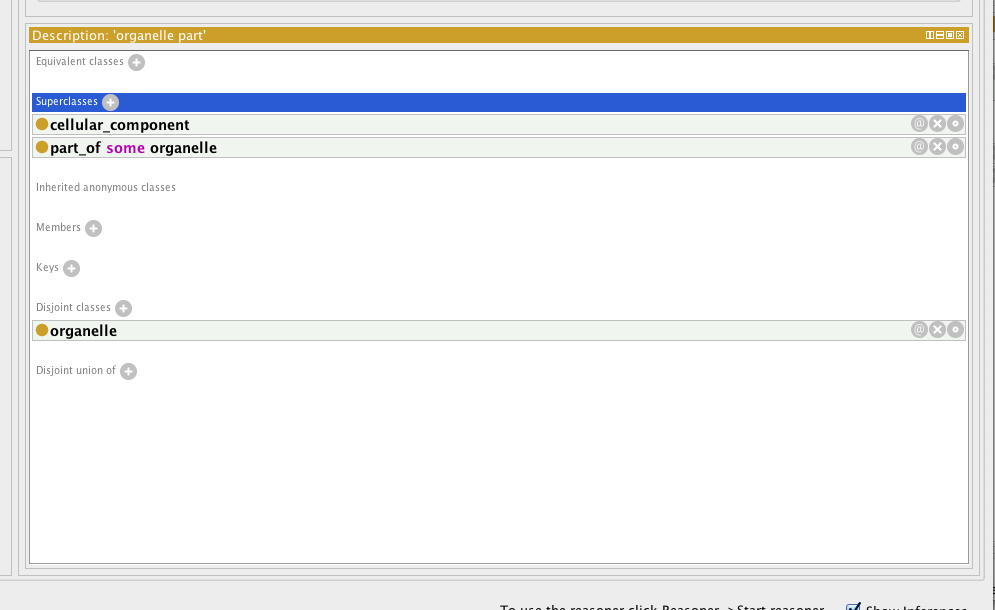 Description: 'organelle part'
Equivalent classes
Superclasses
cellular_component
part_of some organelle
Inherited anonymous classes
Members
Keys
Disjoint classes
organelle
Disjoint union of
To use the reasoner click Reasoner->Start reasoner Show Inferences